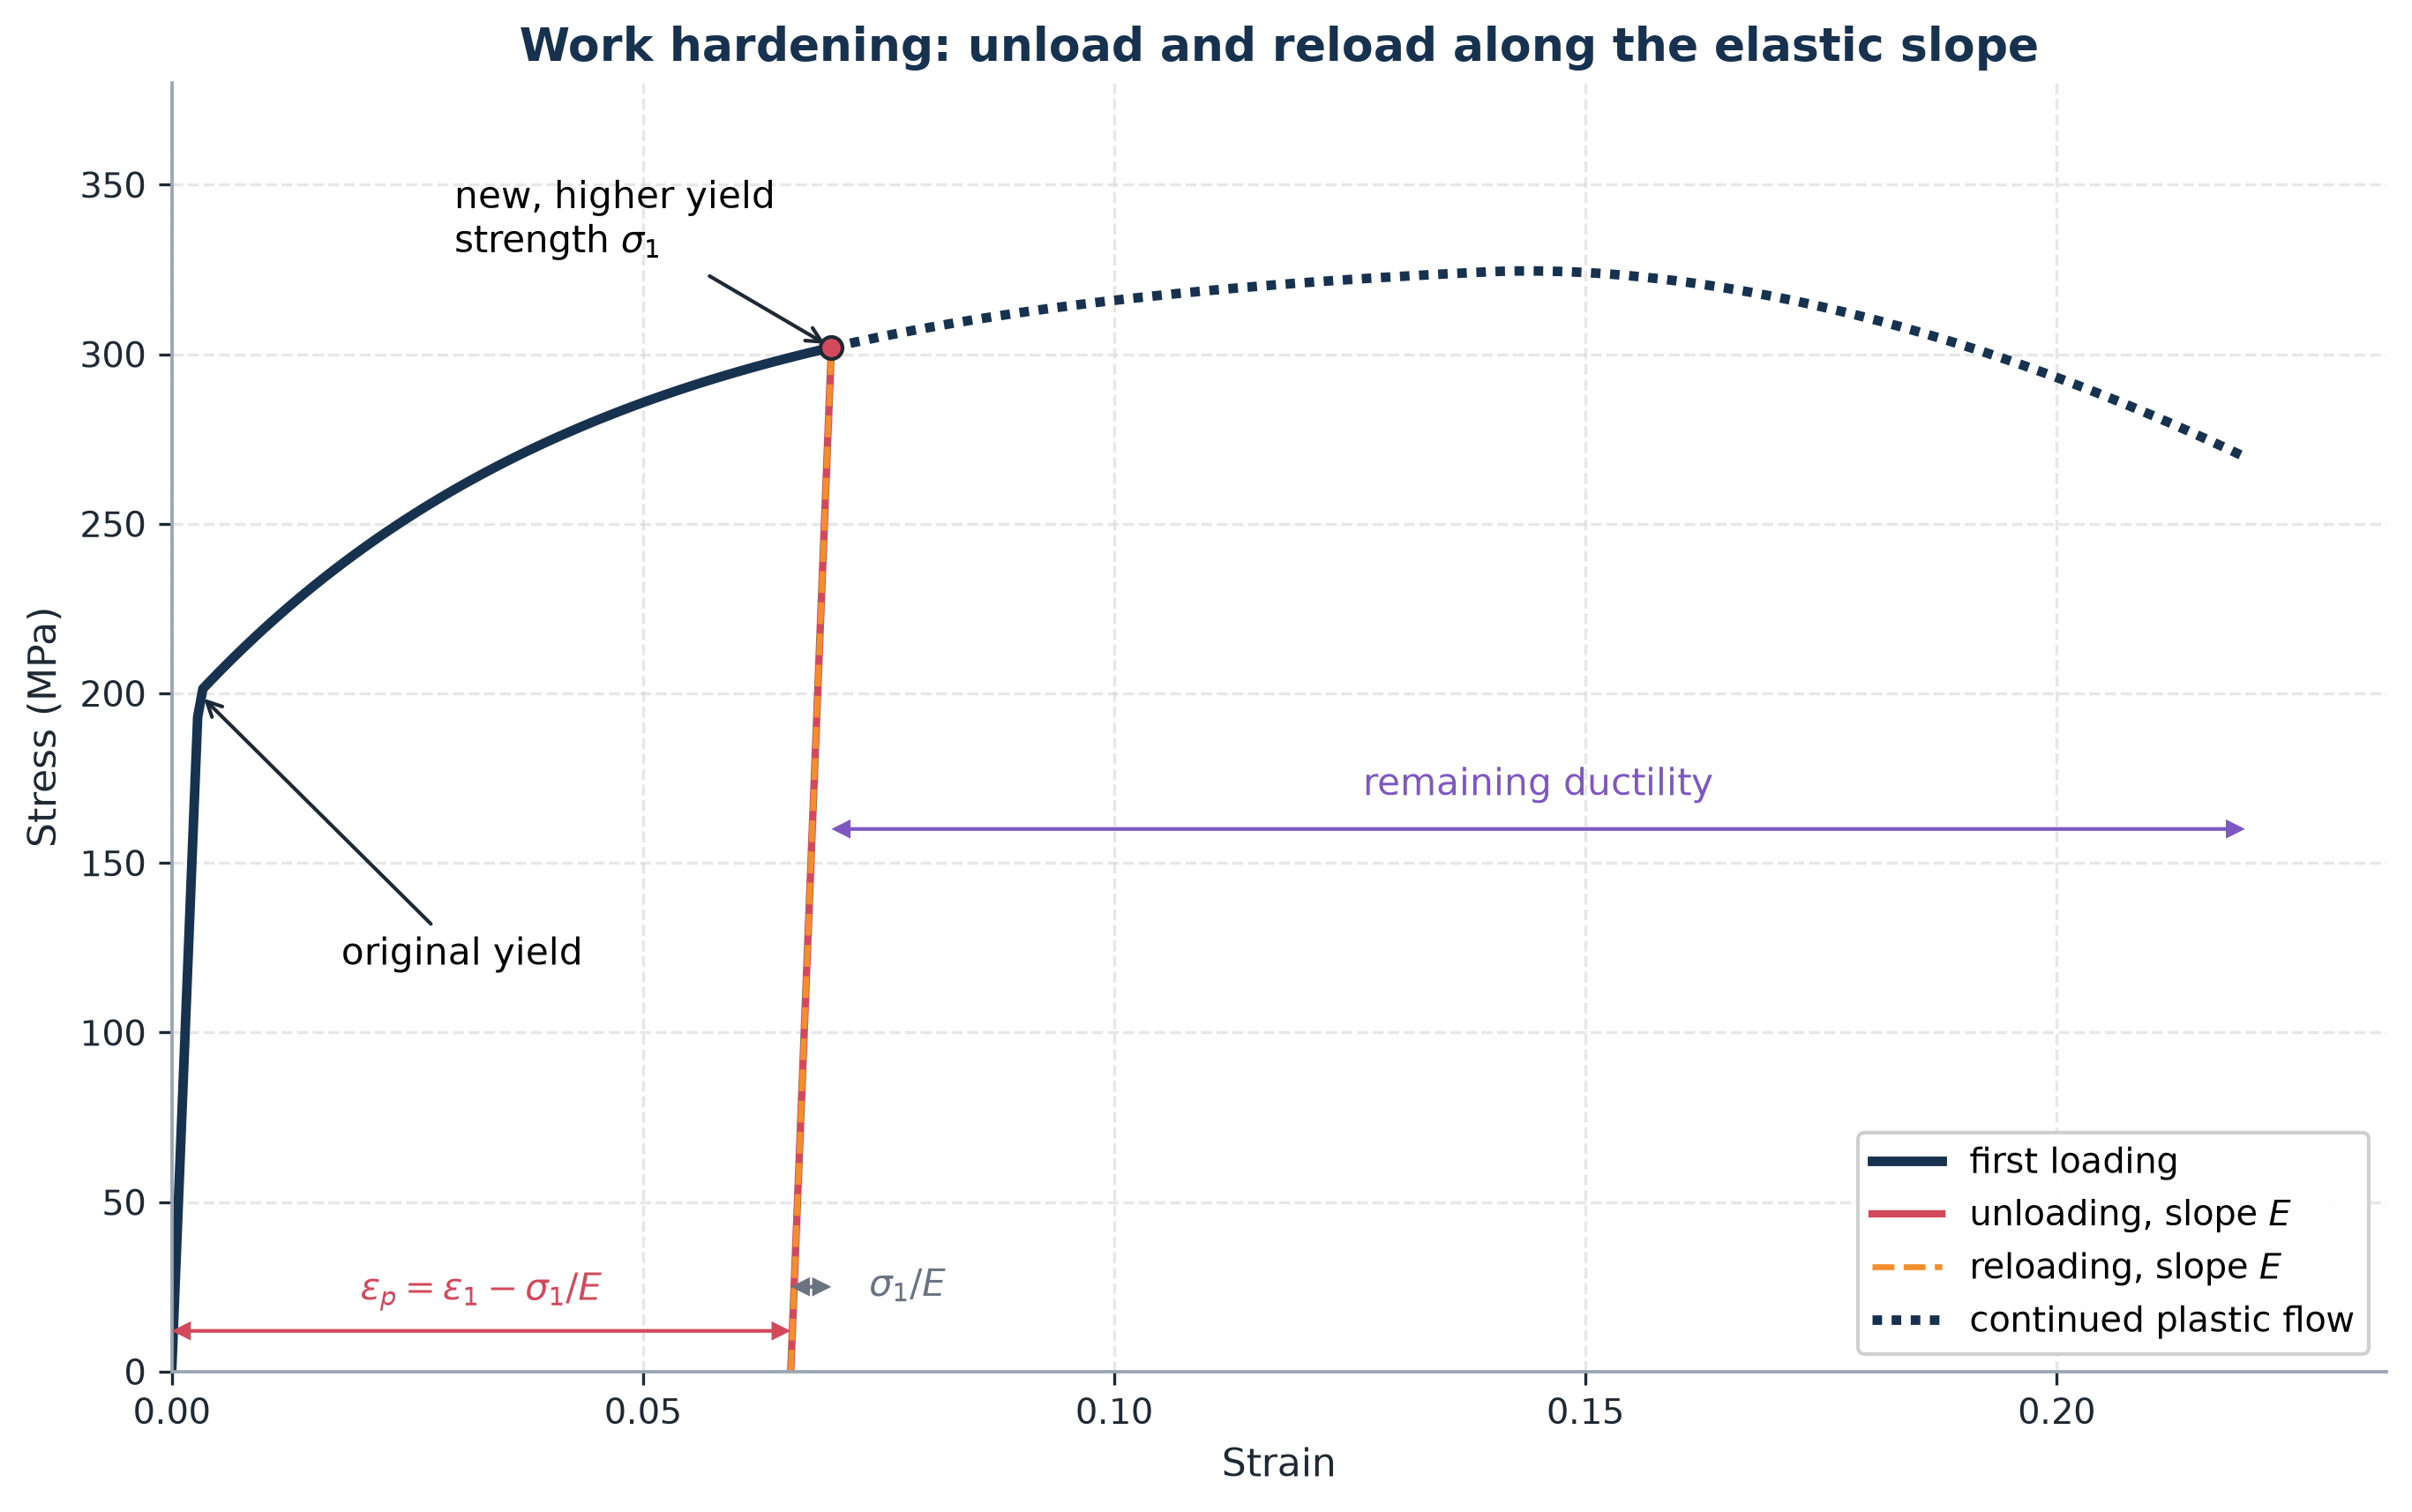 Work hardening: unload and reload along the elastic slope
350
300
250
200
150
100
50
0
Stress (MPa)
new, higher yield
strength σ₁
original yield
remaining ductility
εₚ = ε₁ − σ₁/E
σ₁/E
first loading
unloading, slope E
reloading, slope E
continued plastic flow
0.00
0.05
0.10
0.15
0.20
Strain